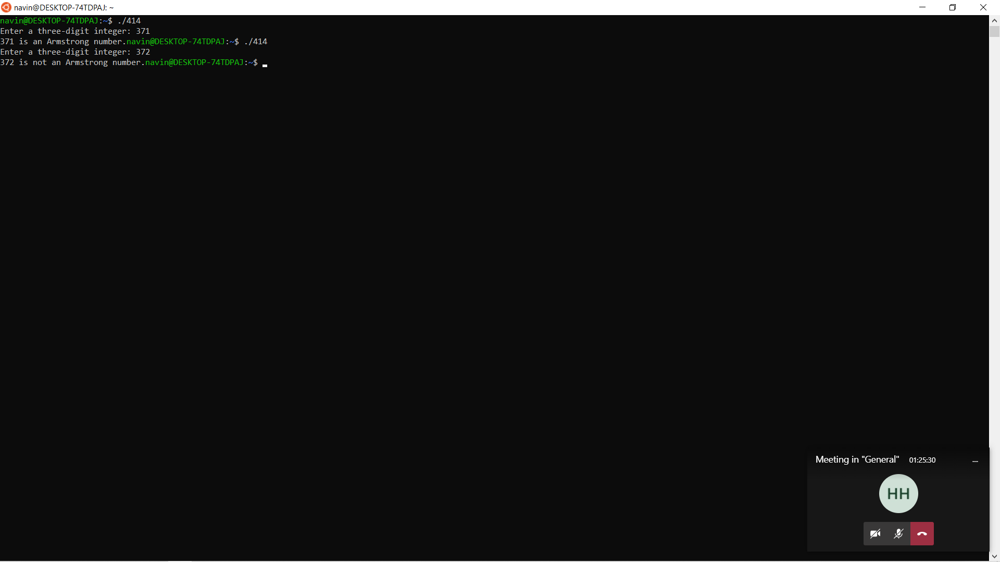 navin@DESKTOP-74TDPAJ: ~
navin@DESKTOP-74TDPAJ:~$ ./414
Enter a three-digit integer: 371
371 is an Armstrong number.navin@DESKTOP-74TDPAJ:~$ ./414
Enter a three-digit integer: 372
372 is not an Armstrong number.navin@DESKTOP-74TDPAJ:~$
Meeting in "General" 01:25:30
HH